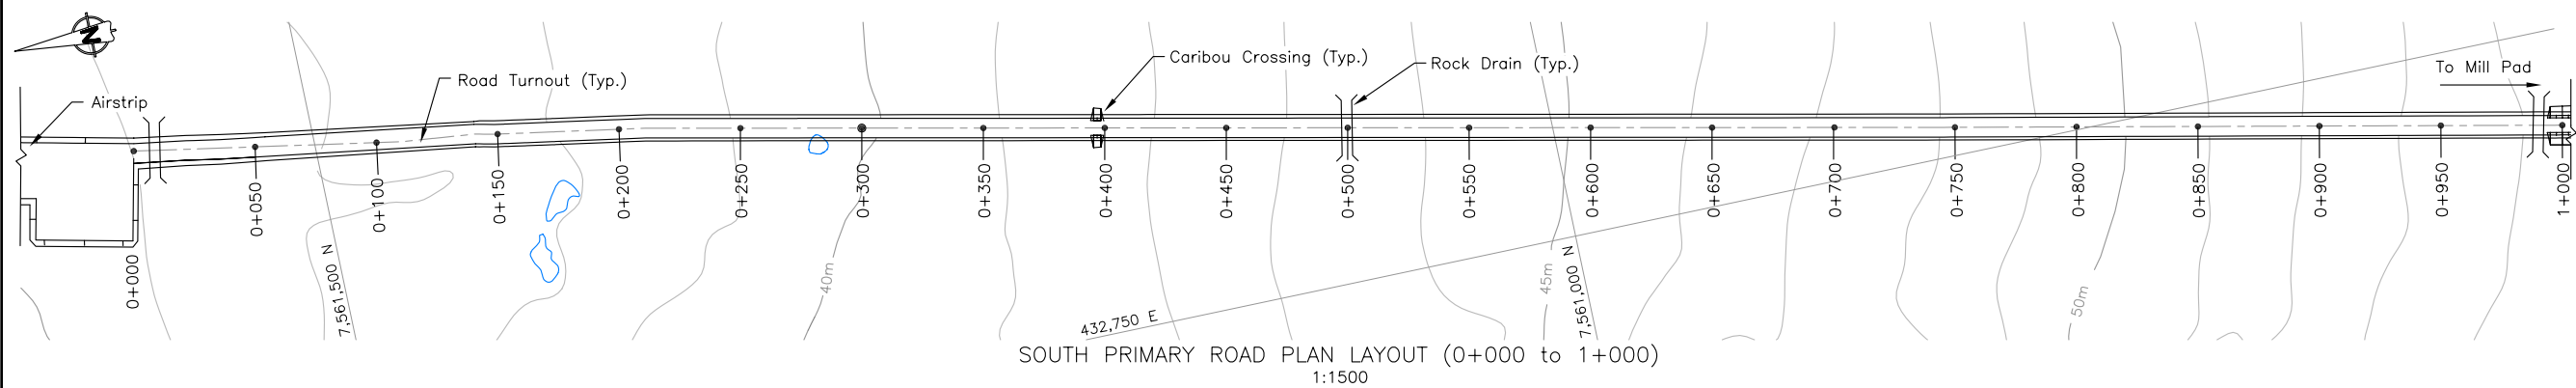 N
Airstrip
Road Turnout (Typ.)
Caribou Crossing (Typ.)
Rock Drain (Typ.)
To Mill Pad
0+000
0+050
0+100
0+150
0+200
0+250
0+300
0+350
0+400
0+450
0+500
0+550
0+600
0+650
0+700
0+750
0+800
0+850
0+900
0+950
1+000
7,561,500 N
40m
432,750 E
45m
7,561,000 N
50m
SOUTH PRIMARY ROAD PLAN LAYOUT (0+000 to 1+000)
1:1500